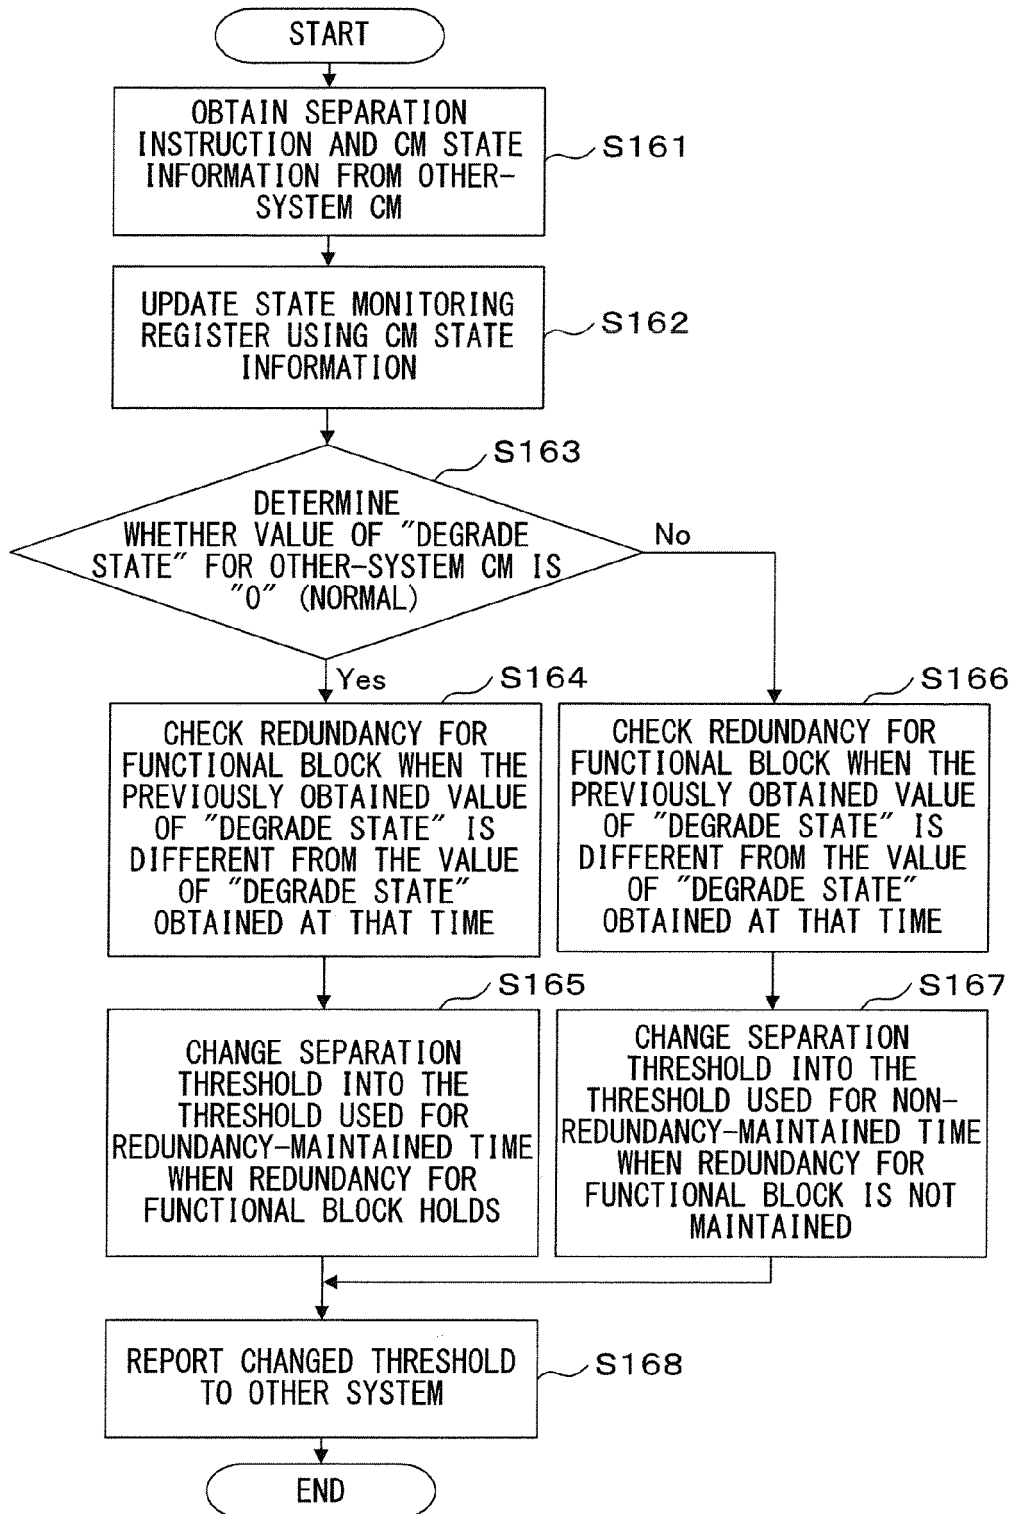 START
OBTAIN SEPARATION
INSTRUCTION AND CM STATE
INFORMATION FROM OTHER-
SYSTEM CM
S161
UPDATE STATE MONITORING
REGISTER USING CM STATE
INFORMATION
S162
S163
DETERMINE
WHETHER VALUE OF "DEGRADE
STATE" FOR OTHER-SYSTEM CM IS
"0" (NORMAL)
No
Yes
S164
CHECK REDUNDANCY FOR
FUNCTIONAL BLOCK WHEN THE
PREVIOUSLY OBTAINED VALUE
OF "DEGRADE STATE" IS
DIFFERENT FROM THE VALUE
OF "DEGRADE STATE"
OBTAINED AT THAT TIME
S166
CHECK REDUNDANCY FOR
FUNCTIONAL BLOCK WHEN THE
PREVIOUSLY OBTAINED VALUE
OF "DEGRADE STATE" IS
DIFFERENT FROM THE VALUE
OF "DEGRADE STATE"
OBTAINED AT THAT TIME
S165
CHANGE SEPARATION
THRESHOLD INTO THE
THRESHOLD USED FOR
REDUNDANCY-MAINTAINED TIME
WHEN REDUNDANCY FOR
FUNCTIONAL BLOCK HOLDS
S167
CHANGE SEPARATION
THRESHOLD INTO THE
THRESHOLD USED FOR NON-
REDUNDANCY-MAINTAINED TIME
WHEN REDUNDANCY FOR
FUNCTIONAL BLOCK IS NOT
MAINTAINED
REPORT CHANGED THRESHOLD
TO OTHER SYSTEM
S168
END